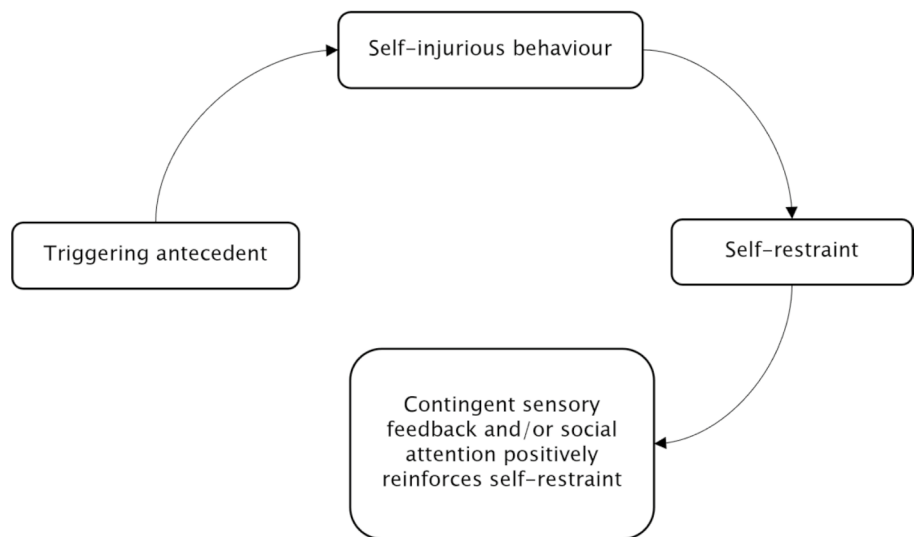 Self-injurious behaviour
Triggering antecedent
Self-restraint
Contingent sensory
feedback and/or social
attention positively
reinforces self-restraint